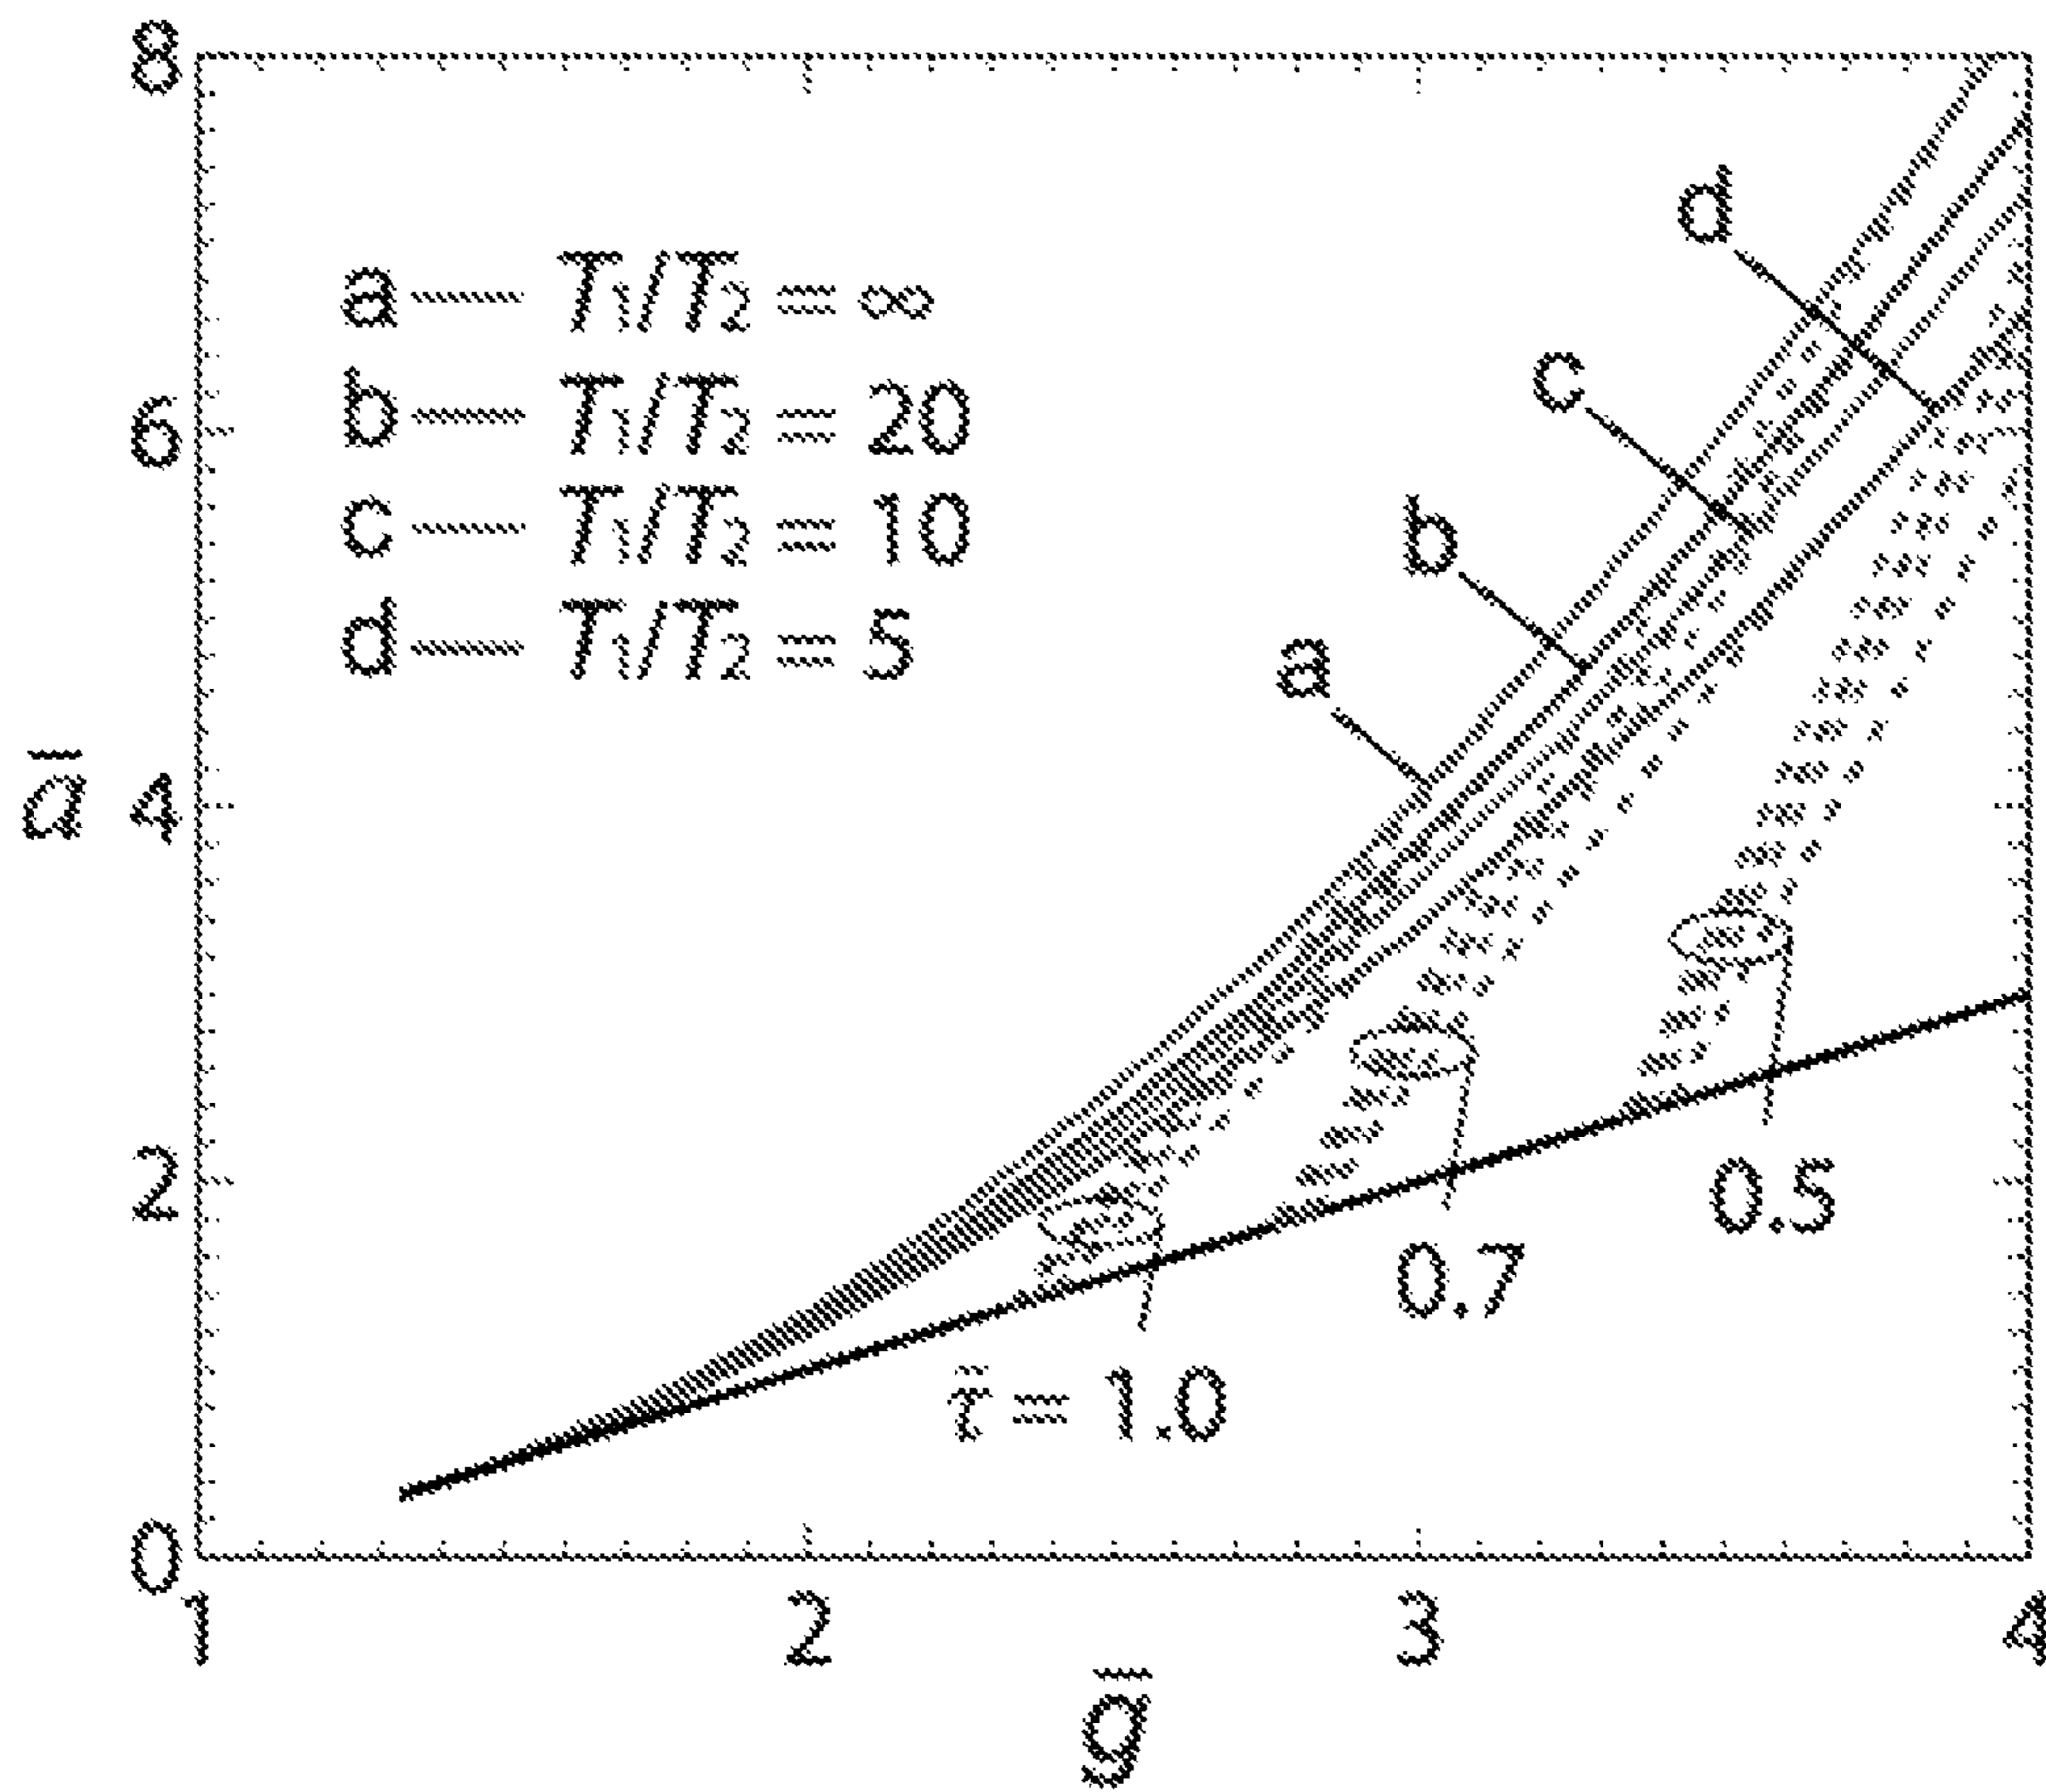 8
d
a — T₁/T₂ = ∞
c
b — T₁/T₂ = 20
6
c — T₁/T₂ = 10
b
d — T₁/T₂ = 5
a
a̿ 4
2
0.5
0.7
τ̿ = 1.0
0
1 2 3 4
g̿